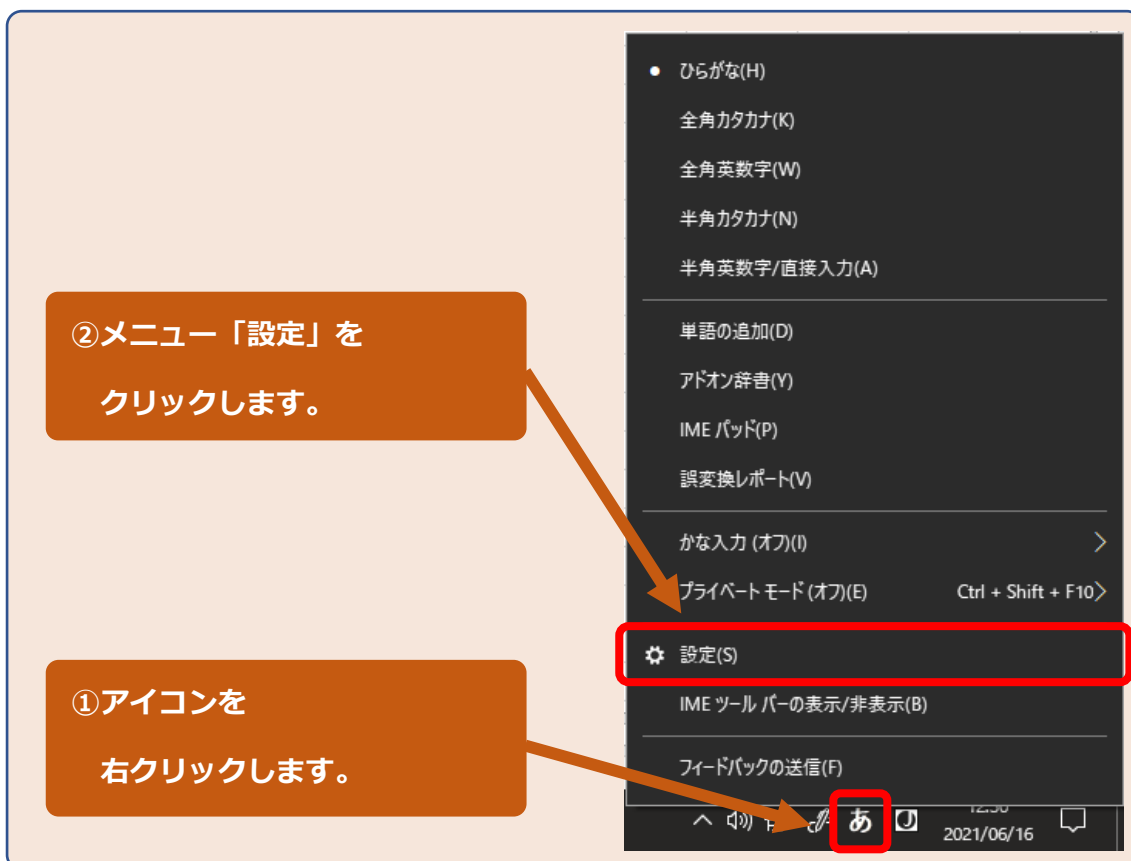 ひらがな(H)
全角カタカナ(K)
全角英数字(W)
半角カタカナ(N)
半角英数字/直接入力(A)
②メニュー「設定」を
クリックします。
単語の追加(D)
アドオン辞書(Y)
IME パッド(P)
誤変換レポート(V)
かな入力 (オフ)(I)
プライベート モード (オフ)(E) Ctrl + Shift + F10
設定(S)
①アイコンを
右クリックします。
IME ツール バーの表示/非表示(B)
フィードバックの送信(F)
あ
J
2021/06/16